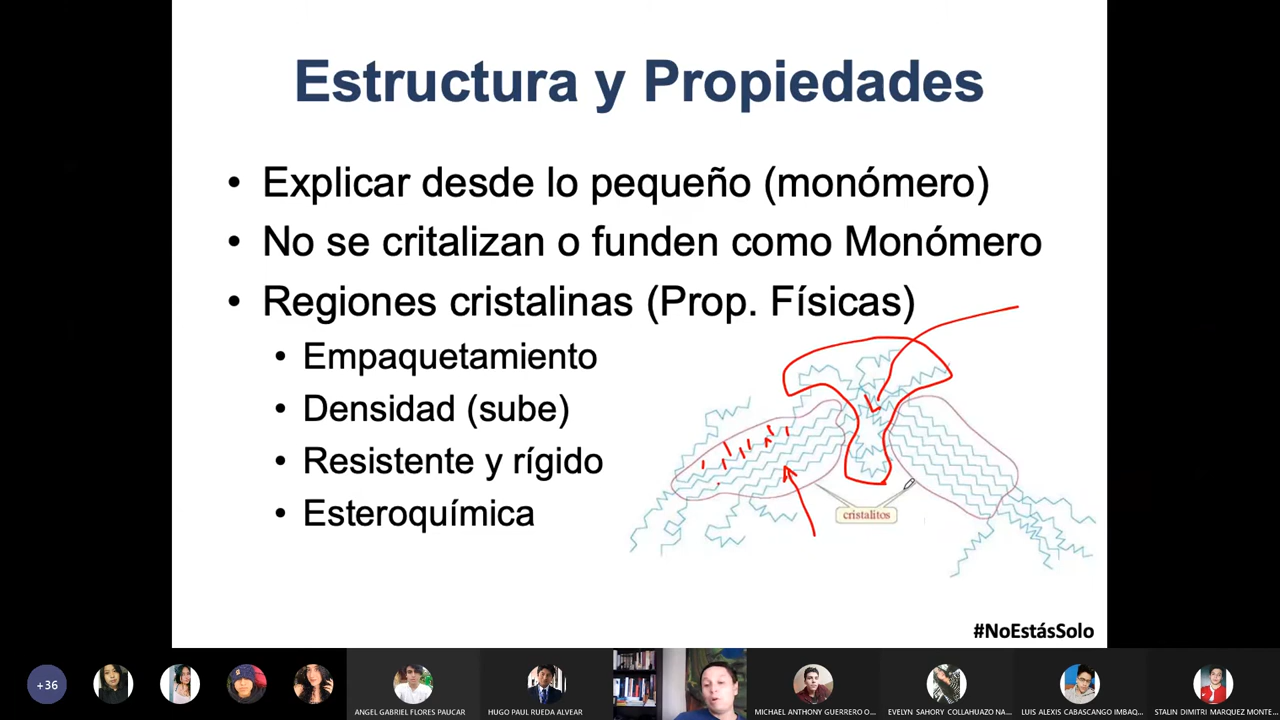 Estructura y Propiedades
• Explicar desde lo pequeño (monómero)
• No se critalizan o funden como Monómero
• Regiones cristalinas (Prop. Físicas)
• Empaquetamiento
• Densidad (sube)
• Resistente y rígido
• Esteroquímica
cristalitos
#NoEstásSolo
+36
ANGEL GABRIEL FLORES PAUCAR
HUGO PAUL RUEDA ALVEAR
MICHAEL ANTHONY GUERRERO O...
EVELYN SAHORY COLLAHUAZO NA...
LUIS ALEXIS CABASCANGO IMBAQ...
STALIN DIMITRI MARQUEZ MONTE...